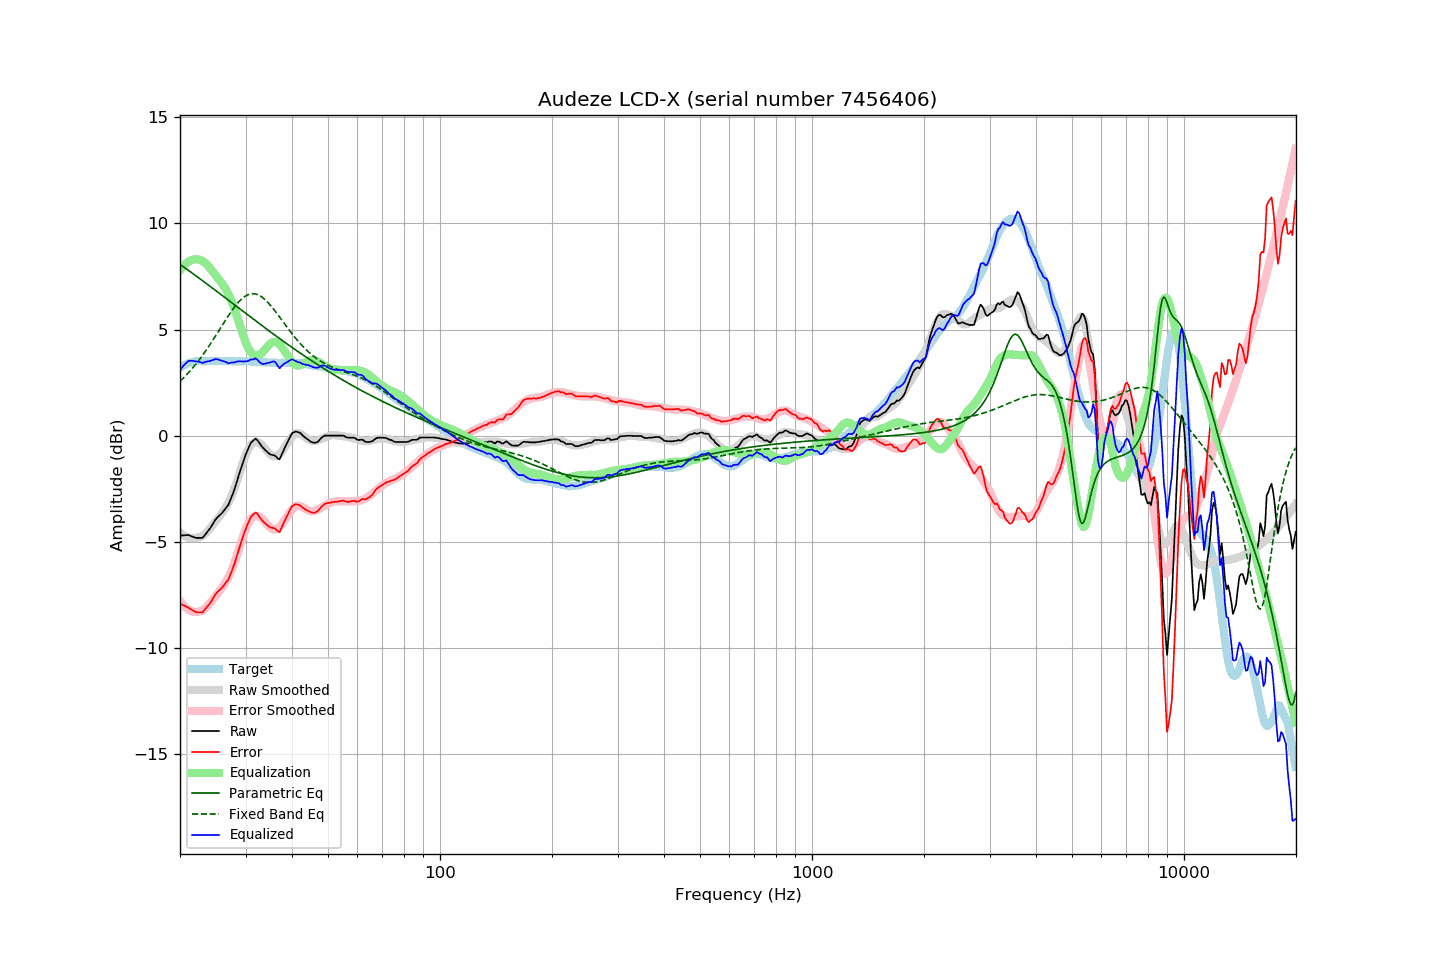 Audeze LCD-X (serial number 7456406)
15
10
5
0
−5
−10
−15
Amplitude (dBr)
Target
Raw Smoothed
Error Smoothed
Raw
Error
Equalization
Parametric Eq
Fixed Band Eq
Equalized
100
1000
10000
Frequency (Hz)